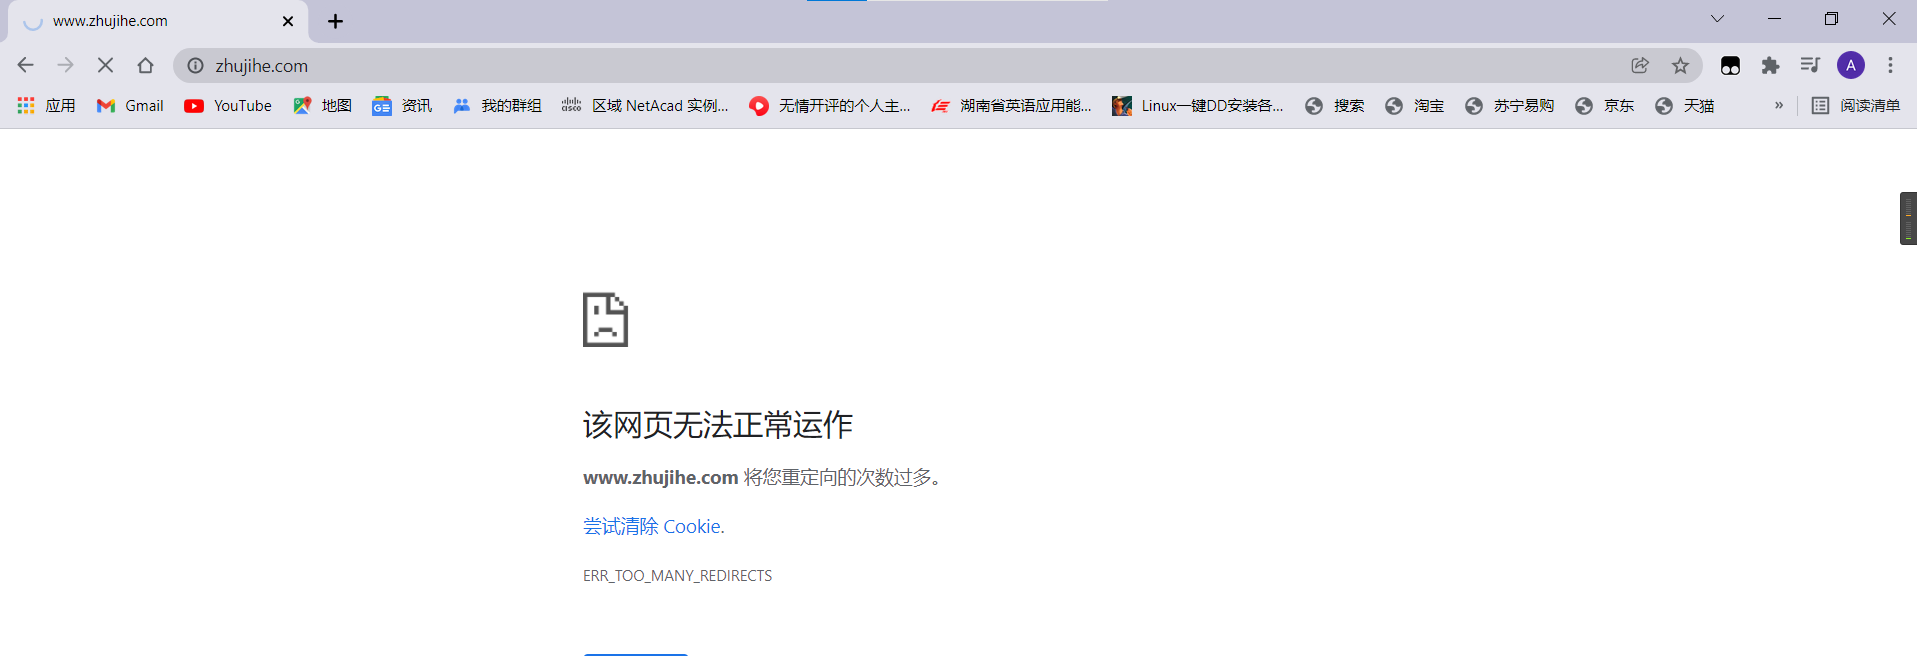 www.zhujihe.com
zhujihe.com
A
应用 Gmail YouTube 地图 资讯 我的群组 区域 NetAcad 实例... 无情开评的个人主... 湖南省英语应用能... Linux一键DD安装各... 搜索 淘宝 苏宁易购 京东 天猫 » 阅读清单
该网页无法正常运作
www.zhujihe.com 将您重定向的次数过多。
尝试清除 Cookie.
ERR_TOO_MANY_REDIRECTS